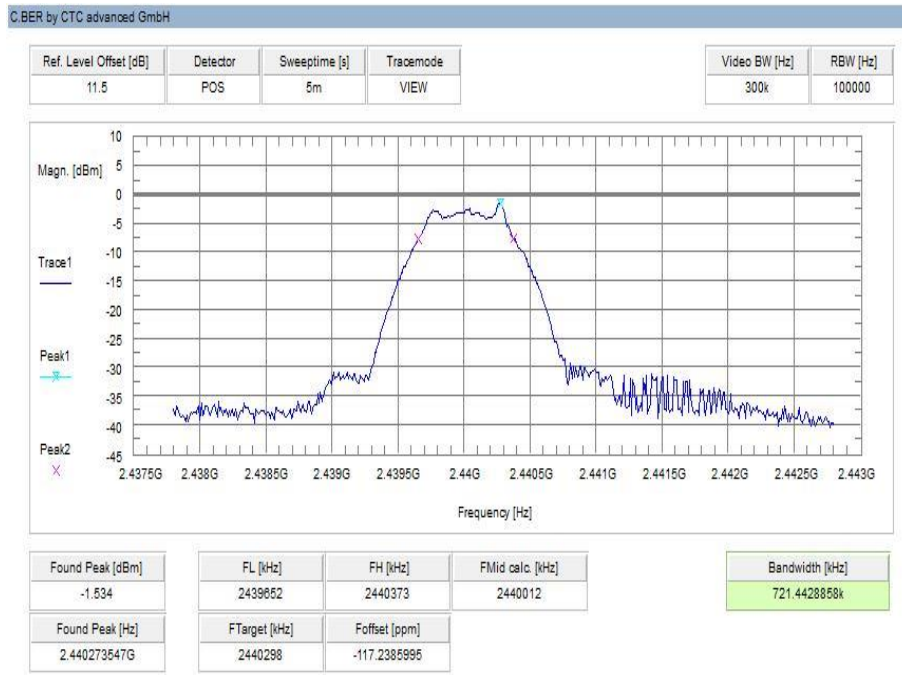 C.BER by CTC advanced GmbH
Ref. Level Offset [dB] Detector Sweeptime [s] Tracemode Video BW [Hz] RBW [Hz]
11.5 POS 5m VIEW 300k 100000
Magn. [dBm]
10
5
0
-5
-10
-15
-20
-25
-30
-35
-40
-45
Trace1
Peak1
Peak2
2.4375G 2.438G 2.4385G 2.439G 2.4395G 2.44G 2.4405G 2.441G 2.4415G 2.442G 2.4425G 2.443G
Frequency [Hz]
Found Peak [dBm] FL [kHz] FH [kHz] FMid calc. [kHz] Bandwidth [kHz]
-1.534 2439652 2440373 2440012 721.4428858k
Found Peak [Hz] FTarget [kHz] Foffset [ppm]
2.440273547G 2440298 -117.2385995